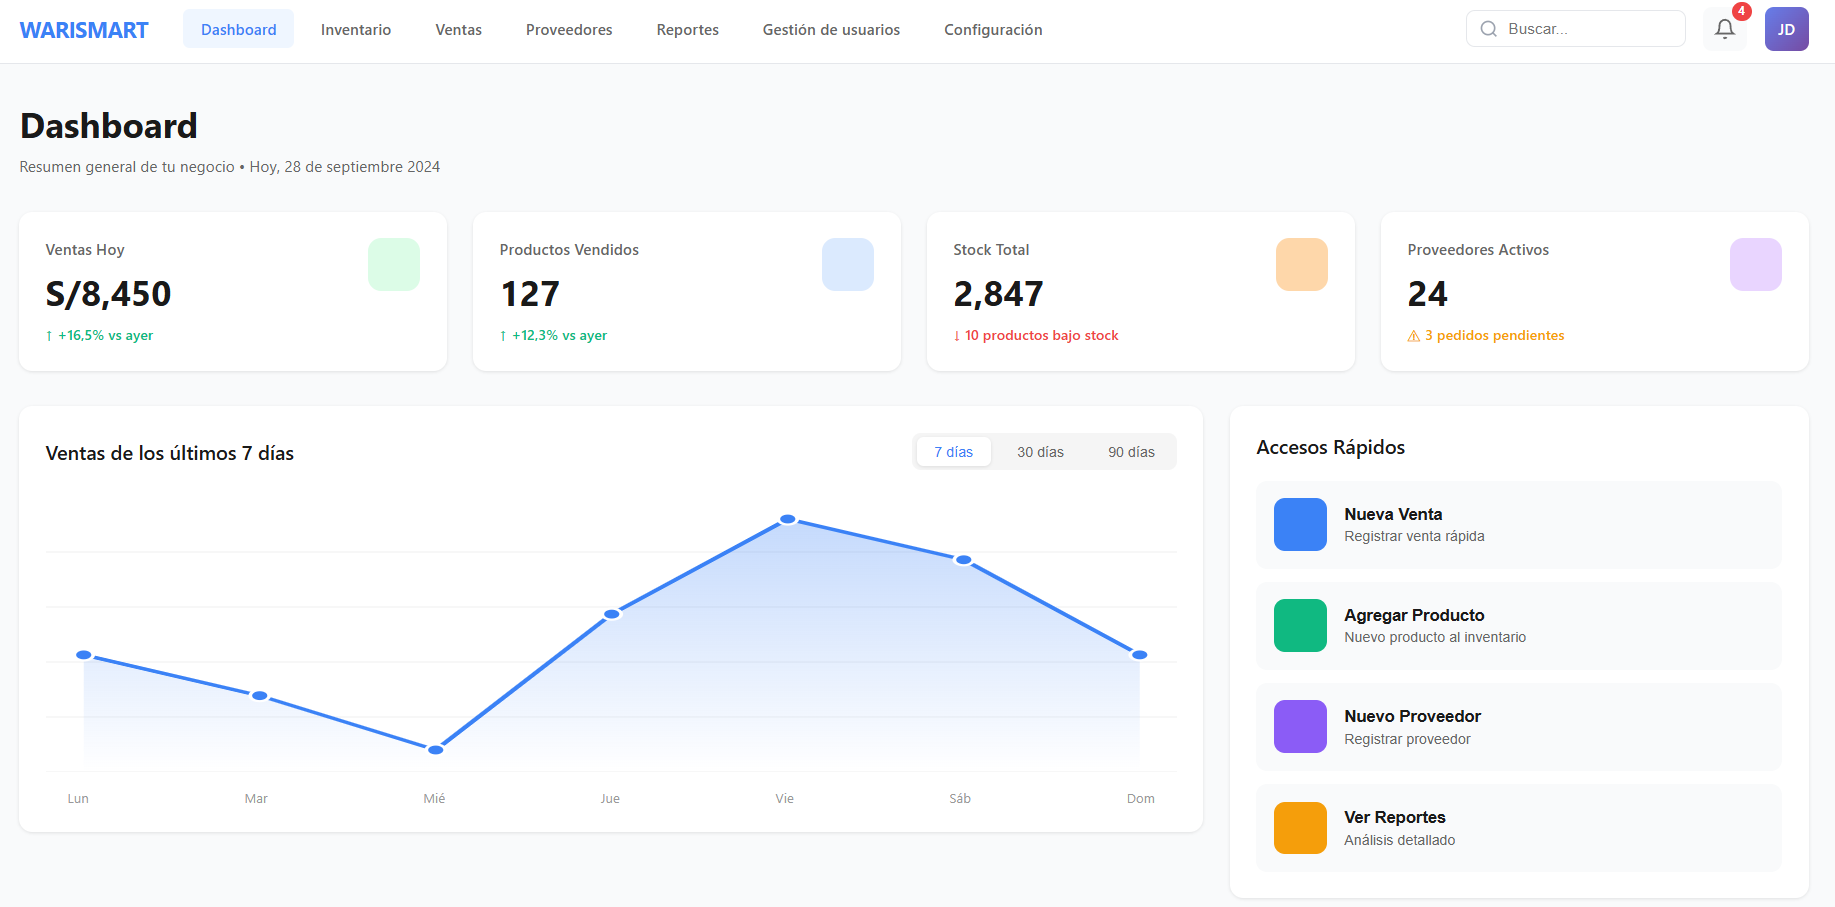 WARISMART
Dashboard
Inventario
Ventas
Proveedores
Reportes
Gestión de usuarios
Configuración
Buscar...
4
JD
Dashboard
Resumen general de tu negocio • Hoy, 28 de septiembre 2024
Ventas Hoy
S/8,450
↑ +16,5% vs ayer
Productos Vendidos
127
↑ +12,3% vs ayer
Stock Total
2,847
↓ 10 productos bajo stock
Proveedores Activos
24
⚠ 3 pedidos pendientes
Ventas de los últimos 7 días
7 días
30 días
90 días
Lun
Mar
Mié
Jue
Vie
Sáb
Dom
Accesos Rápidos
Nueva Venta
Registrar venta rápida
Agregar Producto
Nuevo producto al inventario
Nuevo Proveedor
Registrar proveedor
Ver Reportes
Análisis detallado